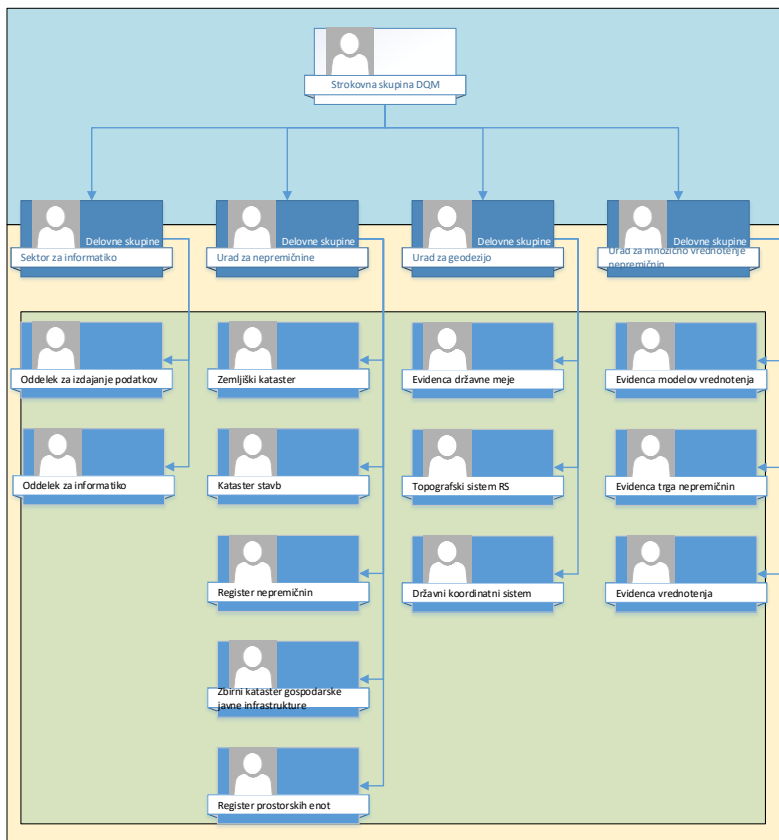 Strokovna skupina DQM
Delovne skupine
Sektor za informatiko
Delovne skupine
Urad za nepremičnine
Delovne skupine
Urad za geodezijo
Delovne skupine
Urad za množično vrednotenje
nepremičnin
Oddelek za izdajanje podatkov
Zemljiški kataster
Evidenca državne meje
Evidenca modelov vrednotenja
Oddelek za informatiko
Kataster stavb
Topografski sistem RS
Evidenca trga nepremičnin
Register nepremičnin
Državni koordinatni sistem
Evidenca vrednotenja
Zbirni kataster gospodarske
javne infrastrukture
Register prostorskih enot